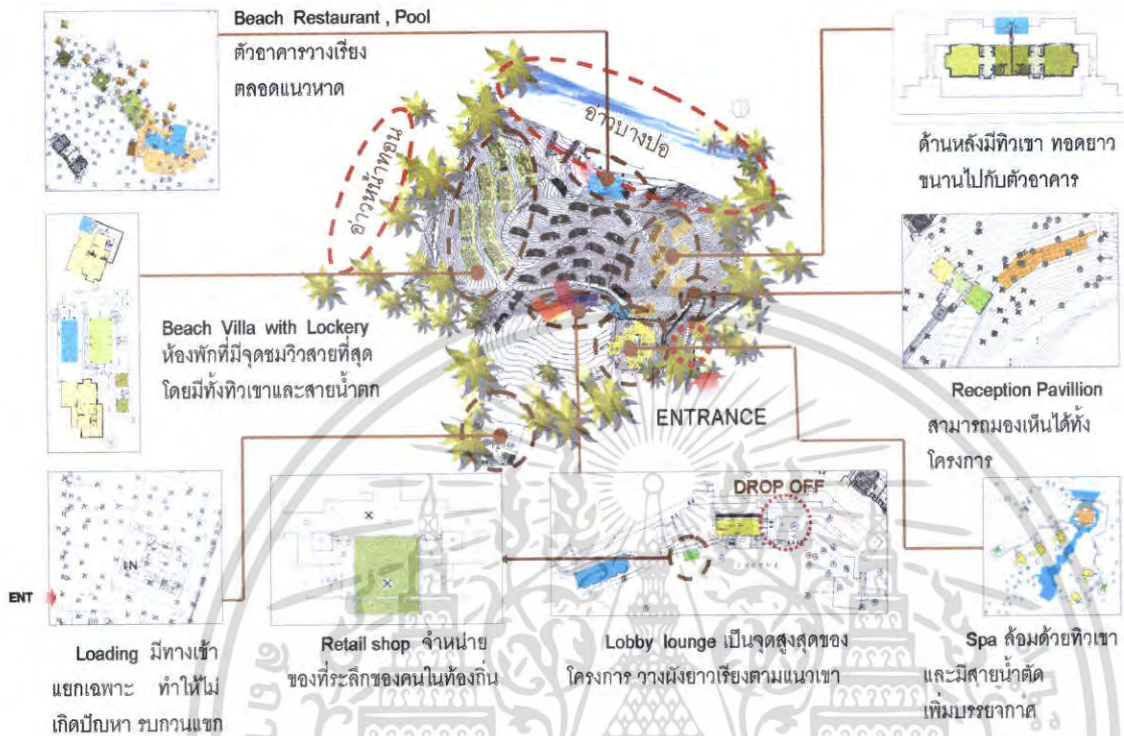 Beach Restaurant , Pool
ตัวอาคารวางเรียง
ตลอดแนวหาด
อ่าวบางปอ
อ่าวหน้าทอน
ด้านหลังมีทิวเขา ทอดยาว
ขนานไปกับตัวอาคาร
Beach Villa with Lockery
ห้องพักที่มีจุดชมวิวสวยที่สุด
โดยมีทั้งทิวเขาและสายน้ำตก
ENTRANCE
Reception Pavillion
สามารถมองเห็นได้ทั้ง
โครงการ
DROP OFF
IN
ENT
Loading มีทางเข้า
แยกเฉพาะ ทำให้ไม่
เกิดปัญหา รบกวนแขก
Retail shop จำหน่าย
ของที่ระลึกของคนในท้องถิ่น
Lobby lounge เป็นจุดสูงสุดของ
โครงการ วางผังยาวเรียงตามแนวเขา
Spa ล้อมด้วยทิวเขา
และมีสายน้ำตัด
เพิ่มบรรยากาศ